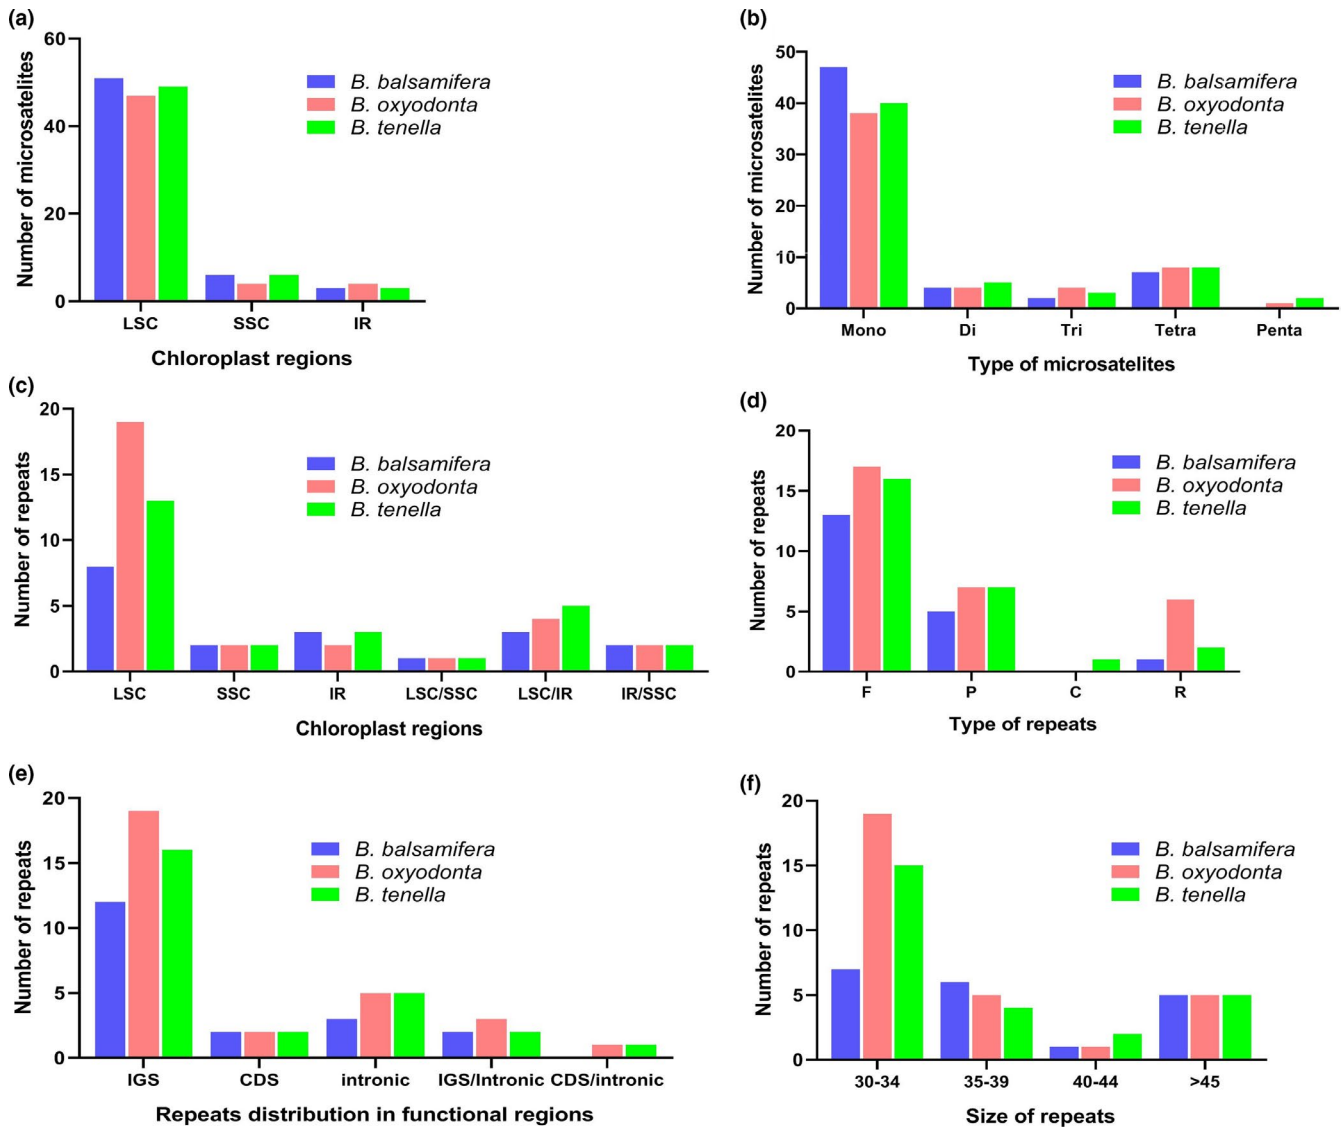 (a)
Number of microsatelites
60
40
20
0
LSC SSC IR
Chloroplast regions
B. balsamifera
B. oxyodonta
B. tenella
(b)
Number of microsatelites
50
40
30
20
10
0
Mono Di Tri Tetra Penta
Type of microsatelites
B. balsamifera
B. oxyodonta
B. tenella
(c)
Number of repeats
20
15
10
5
0
LSC SSC IR LSC/SSC LSC/IR IR/SSC
Chloroplast regions
B. balsamifera
B. oxyodonta
B. tenella
(d)
Number of repeats
20
15
10
5
0
F P C R
Type of repeats
B. balsamifera
B. oxyodonta
B. tenella
(e)
Number of repeats
20
15
10
5
0
IGS CDS intronic IGS/Intronic CDS/intronic
Repeats distribution in functional regions
B. balsamifera
B. oxyodonta
B. tenella
(f)
Number of repeats
20
15
10
5
0
30-34 35-39 40-44 >45
Size of repeats
B. balsamifera
B. oxyodonta
B. tenella